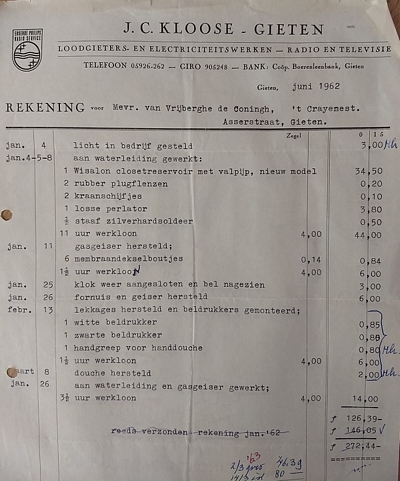 ERKENDE PHILIPS
RADIO SERVICE
J. C. KLOOSE - GIETEN
LOODGIETERS- EN ELECTRICITEITSWERKEN — RADIO EN TELEVISIE
TELEFOON 05926-262 — GIRO 905248 — BANK: Coöp. Boerenleenbank, Gieten
Gieten, juni 1962
REKENING voor Mevr. van Vrijberghe de Coningh, 't Crayemest.
Asserstraat, Gieten.
Zegel 0 15
jan. 4 licht in bedrijf gesteld 3,00
jan.4-5-8 aan waterleiding gewerkt:
1 Wisalon closetreservoir met valpijp, nieuw model 34,50
2 rubber plugflenzen 0,20
2 kraanschijfjes 0,10
1 losse perlator 3,80
½ staaf zilverhardsoldeer 0,50
11 uur werkloon 4,00 44,00
jan. 11 gasgeiser hersteld;
6 membraandekselboutjes 0,14 0,84
1½ uur werkloon 4,00 6,00
jan. 25 klok weer aangesloten en bel nagezien 3,00
jan. 26 fornuis en geiser hersteld 6,00
febr. 13 lekkages hersteld en beldrukkers gemonteerd;
1 witte beldrukker 0,85
1 zwarte beldrukker 0,80
1 handgreep voor handdouche 0,80
1½ uur werkloon 4,00 6,00
maart 8 douche hersteld 2,00
jan. 26 aan waterleiding en gasgeiser gewerkt;
3½ uur werkloon 4,00 14,00
f 126,39-
reeds verzonden rekening jan.'62 f 146,05
f 272,44-